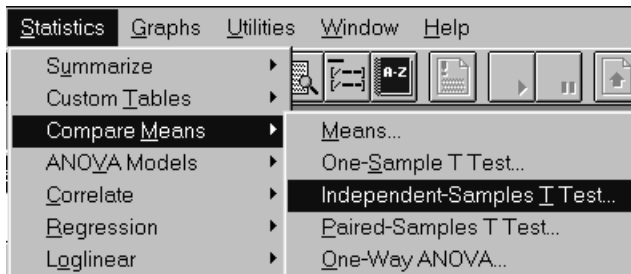 Statistics Graphs Utilities Window Help
Summarize
A-Z
Custom Tables
Compare Means
Means...
ANOVA Models
One-Sample T Test...
Correlate
Independent-Samples T Test...
Regression
Paired-Samples T Test...
Loglinear
One-Way ANOVA...